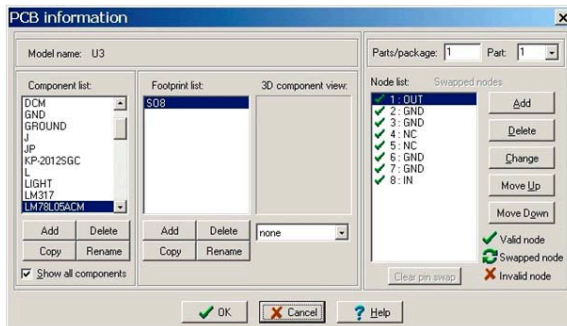 PCB information
Model name: U3
Parts/package: 1 Part: 1
Component list:
DCM
GND
GROUND
J
JP
KP-2012SGC
L
LIGHT
LM317
LM78L05ACM
Add Delete
Copy Rename
Show all components
Footprint list:
SO8
Add Delete
Copy Rename
3D component view:
none
Node list: Swapped nodes
1 : OUT
2 : GND
3 : GND
4 : NC
5 : NC
6 : GND
7 : GND
8 : IN
Add
Delete
Change
Move Up
Move Down
Valid node
Swapped node
Invalid node
Clear pin swap
OK Cancel Help